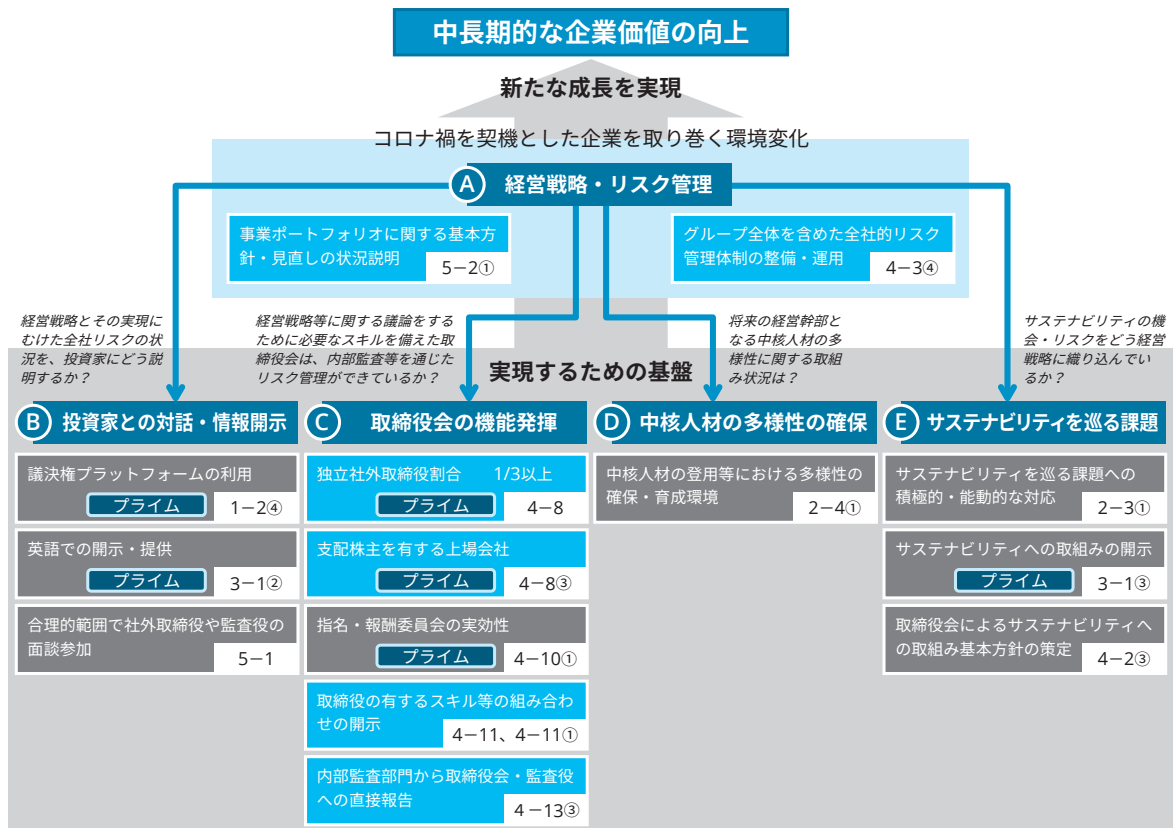 中長期的な企業価値の向上
新たな成長を実現
コロナ禍を契機とした企業を取り巻く環境変化
A 経営戦略・リスク管理
事業ポートフォリオに関する基本方
針・見直しの状況説明
5－2①
グループ全体を含めた全社的リスク
管理体制の整備・運用
4－3④
経営戦略とその実現に
むけた全社リスクの状
況を、投資家にどう説
明するか？
経営戦略等に関する議論をする
ために必要なスキルを備えた取
締役会は、内部監査等を通じた
リスク管理ができているか？
将来の経営幹部と
なる中核人材の多
様性に関する取組
み状況は？
サステナビリティの機
会・リスクをどう経営
戦略に織り込んでい
るか？
実現するための基盤
B 投資家との対話・情報開示
議決権プラットフォームの利用
プライム
1－2④
英語での開示・提供
プライム
3－1②
合理的範囲で社外取締役や監査役の
面談参加
5－1
C 取締役会の機能発揮
独立社外取締役割合 1/3以上
プライム
4－8
支配株主を有する上場会社
プライム
4－8③
指名・報酬委員会の実効性
プライム
4－10①
取締役の有するスキル等の組み合わ
せの開示
4－11、4－11①
内部監査部門から取締役会・監査役
への直接報告
4－13③
D 中核人材の多様性の確保
中核人材の登用等における多様性の
確保・育成環境
2－4①
E サステナビリティを巡る課題
サステナビリティを巡る課題への
積極的・能動的な対応
2－3①
サステナビリティへの取組みの開示
プライム
3－1③
取締役会によるサステナビリティへ
の取組み基本方針の策定
4－2③